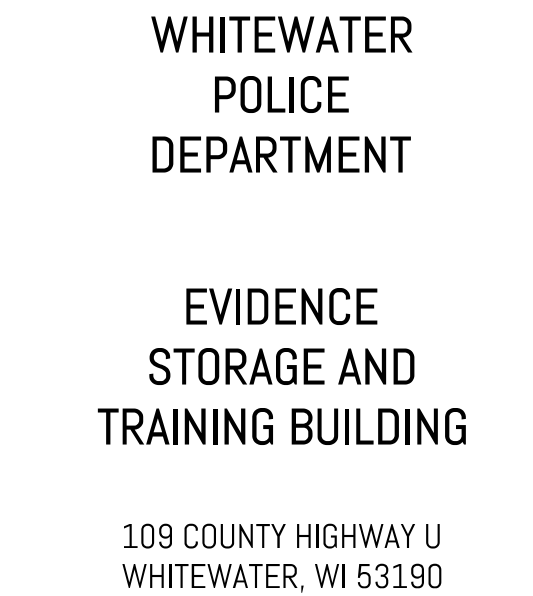 WHITEWATER
POLICE
DEPARTMENT
EVIDENCE
STORAGE AND
TRAINING BUILDING
109 COUNTY HIGHWAY U
WHITEWATER, WI 53190